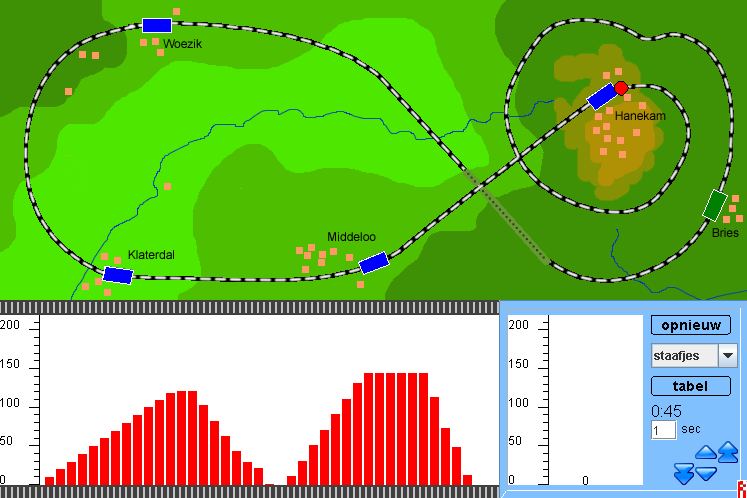 Woezik
Hanekam
Bries
Middeloo
Klaterdal
200
150
100
50
0
200
150
100
50
0
0
opnieuw
staafjes
tabel
0:45
1 sec